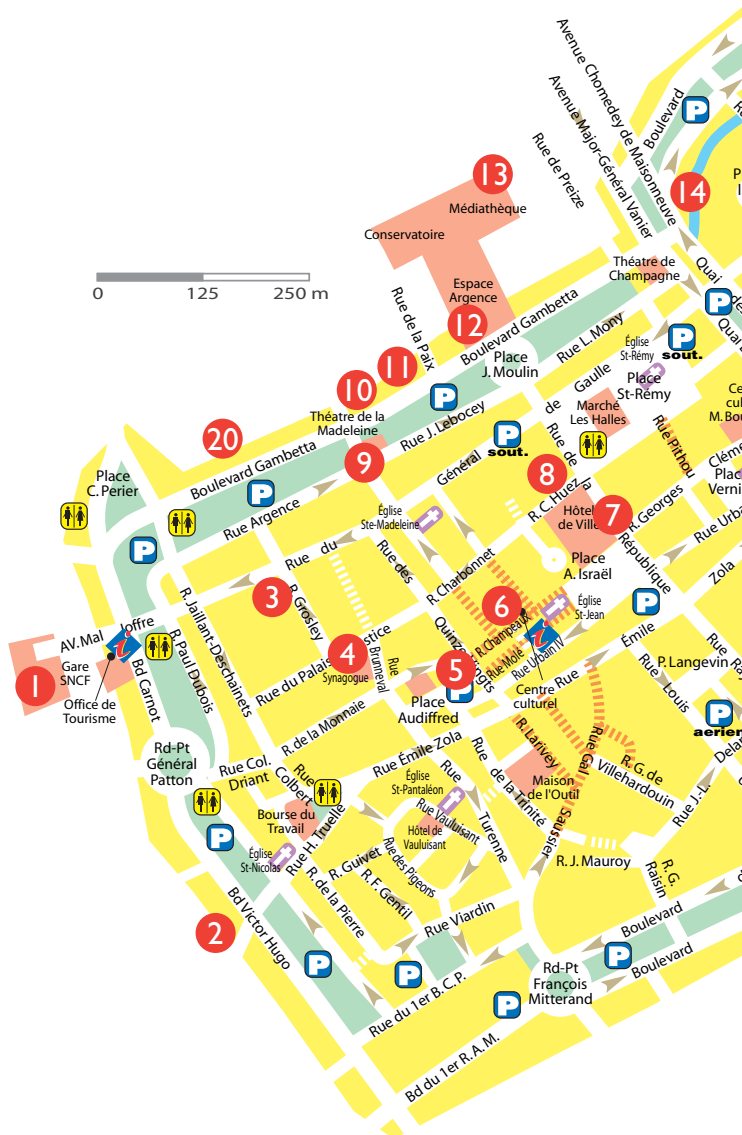 Avenue Chomedey de Maisonneuve
Avenue Major-Général Vanier
Rue de Preize
Boulevard
P
13
Médiathèque
14
Conservatoire
Théatre de
Champagne
Quai des
P
0
125
250 m
Espace
Argence
12
Rue de la Paix
Boulevard Gambetta
Place
J. Moulin
Rue L. Mony
Église
St-Rémy
P
sout.
11
10
Place
St-Rémy
P
Marché
Les Halles
M. Bou
Théatre de la
Madeleine
Rue J. Lebocey
Rue Pithou
20
Boulevard Gambetta
9
P
sout.
Général
de
Gaulle
Rue de la
République
8
Place
C. Perier
P
Rue Argence
R. C. Huez
Hôtel
de Ville
7
R. Georges
Clém
Plac
Verni
Rue Urba
Église
Ste-Madeleine
P
Rue du
Palais
Justice
Rue des
Quinze
Vingts
R. Charbonnet
Place
A. Israël
Zola
3
R. Grosley
6
Église
St-Jean
P
AV. Mal
Joffre
i
R. Jaillant-Deschainets
R. Paul Dubois
R. Champeaux
i
Émile
1
Gare
SNCF
4
Synagogue
Rue
Brunneval
5
P
Rue Molé
Rue Urbain IV
Centre
culturel
Rue
P. Langevin
Office de
Tourisme
Bd Carnot
Place
Audiffred
Rue Louis
P
aerien
R. de la Monnaie
Rue Émile Zola
R. Larivey
Rue Gal
Saussier
R. G. de
Villehardouin
Rd-Pt
Général
Patton
Rue Col.
Driant
Rue
Colbert
Église
St-Pantaléon
Rue
Turenne
Rue de la Trinité
Maison
de l'Outil
Rue J.-L.
Delan
Bourse du
Travail
Rue H. Truelle
Rue Vauluisant
Hôtel de
Vauluisant
P
Église
St-Nicolas
R. Guivet
Rue des Pigeons
R. J. Mauroy
R. G.
Raisin
R. de la Pierre
R. F. Gentil
2
Bd Victor Hugo
Rue Viardin
Boulevard
P
P
P
Boulevard
Rd-Pt
François
Mitterand
P
Rue du 1er B. C. P.
Bd du 1er R. A. M.